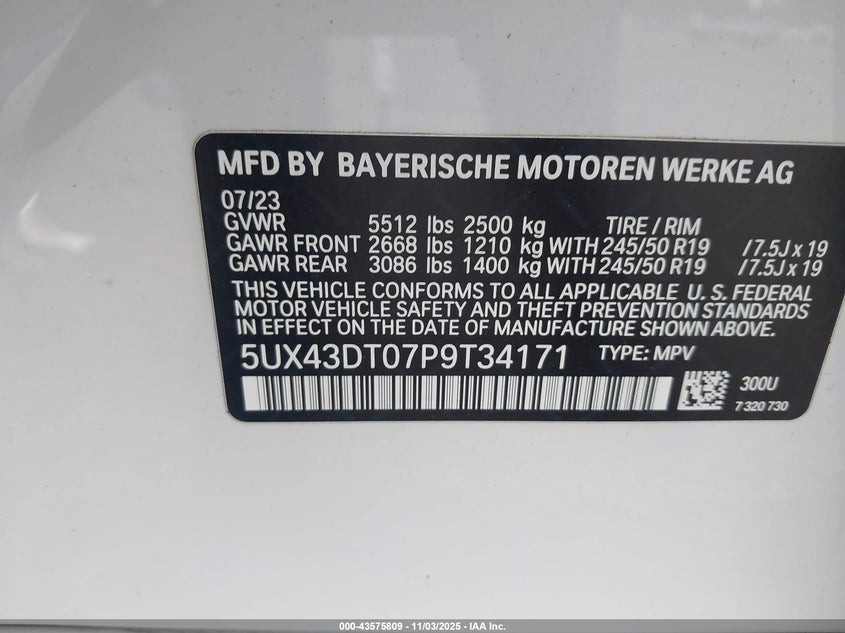 MFD BY BAYERISCHE MOTOREN WERKE AG
07/23
GVWR 5512 lbs 2500 kg TIRE / RIM
GAWR FRONT 2668 lbs 1210 kg WITH 245/50 R19 / 7.5J x 19
GAWR REAR 3086 lbs 1400 kg WITH 245/50 R19 / 7.5J x 19
THIS VEHICLE CONFORMS TO ALL APPLICABLE U. S. FEDERAL
MOTOR VEHICLE SAFETY AND THEFT PREVENTION STANDARDS
IN EFFECT ON THE DATE OF MANUFACTURE SHOWN ABOVE.
5UX43DT07P9T34171 TYPE: MPV
300U
7 320 730
000-43575809 - 11/03/2025 - IAA Inc.